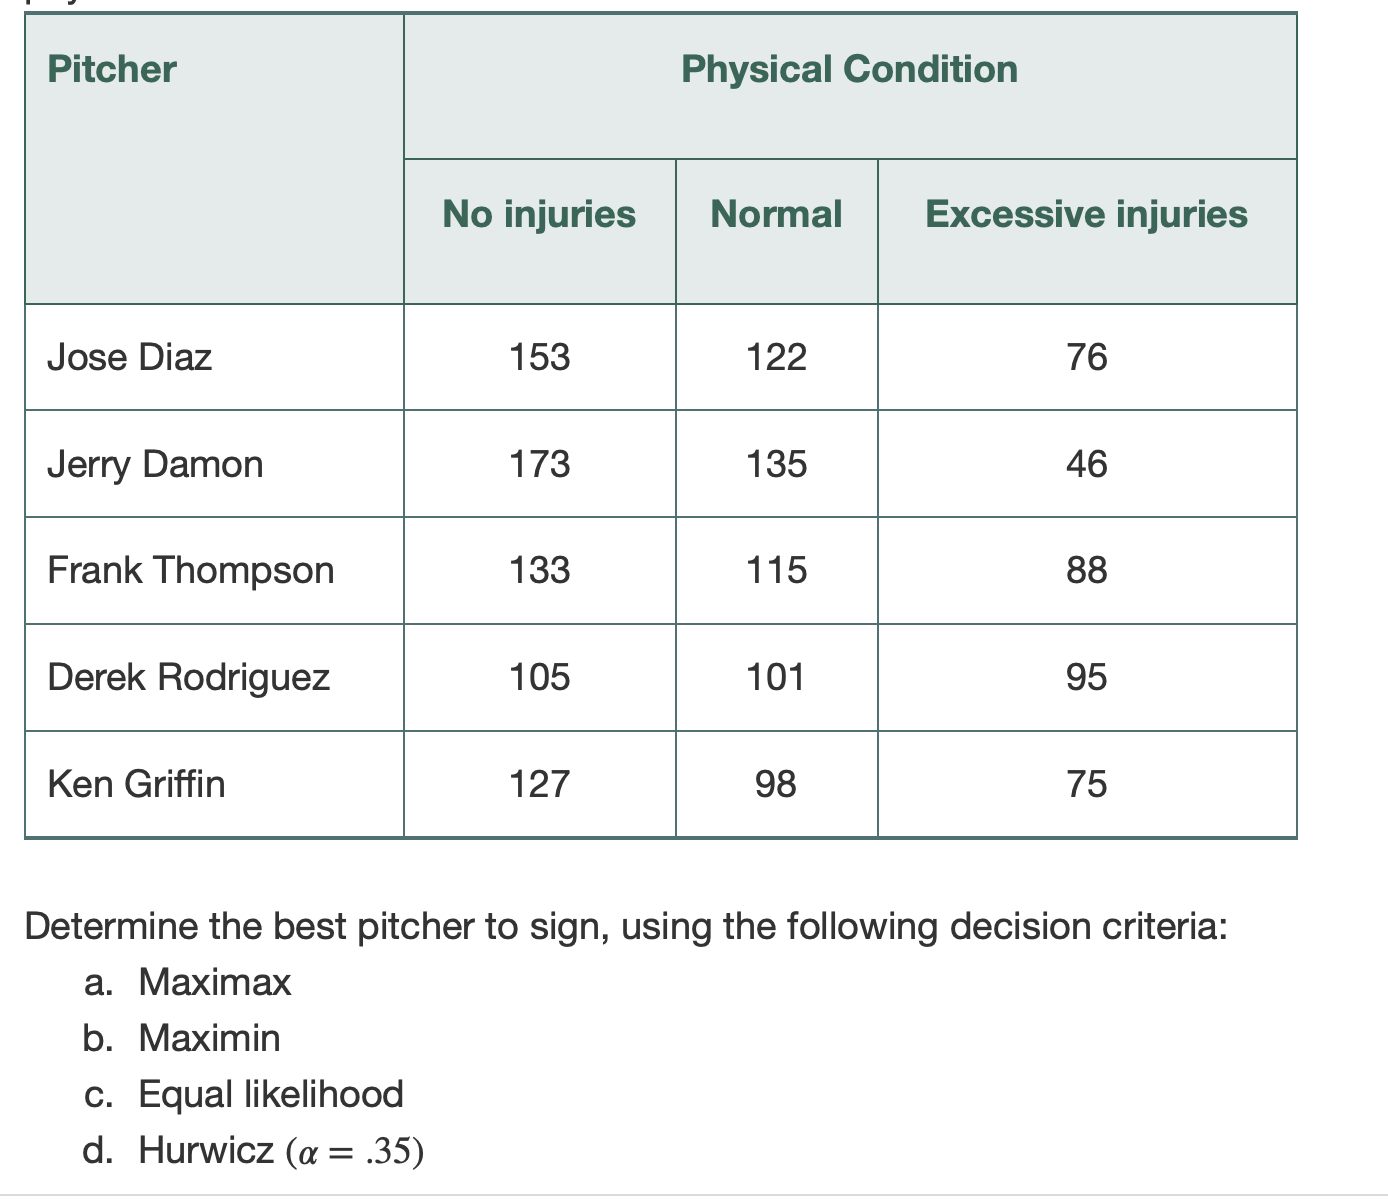 Pitcher
Physical Condition
No injuries Normal Excessive injuries
Jose Diaz 153 122 76
Jerry Damon 173 135 46
Frank Thompson 133 115 88
Derek Rodriguez 105 101 95
Ken Griffin 127 98 75
Determine the best pitcher to sign, using the following decision criteria:
a. Maximax
b. Maximin
c. Equal likelihood
d. Hurwicz (α = .35)